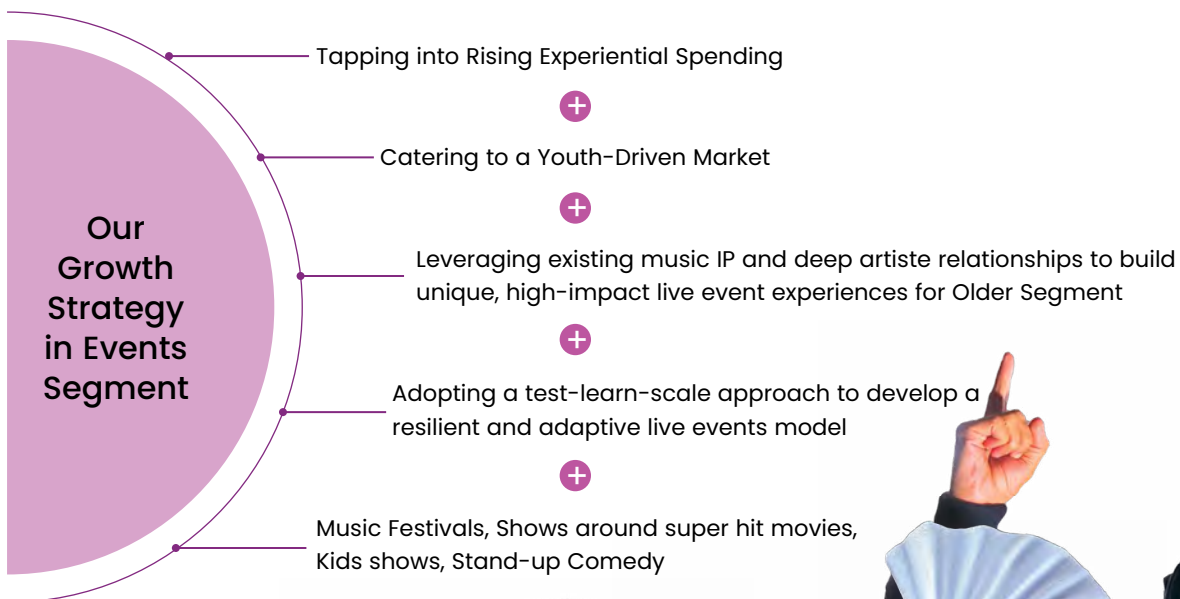 Our
Growth
Strategy
in Events
Segment
Tapping into Rising Experiential Spending
+
Catering to a Youth-Driven Market
+
Leveraging existing music IP and deep artiste relationships to build
unique, high-impact live event experiences for Older Segment
+
Adopting a test-learn-scale approach to develop a
resilient and adaptive live events model
+
Music Festivals, Shows around super hit movies,
Kids shows, Stand-up Comedy